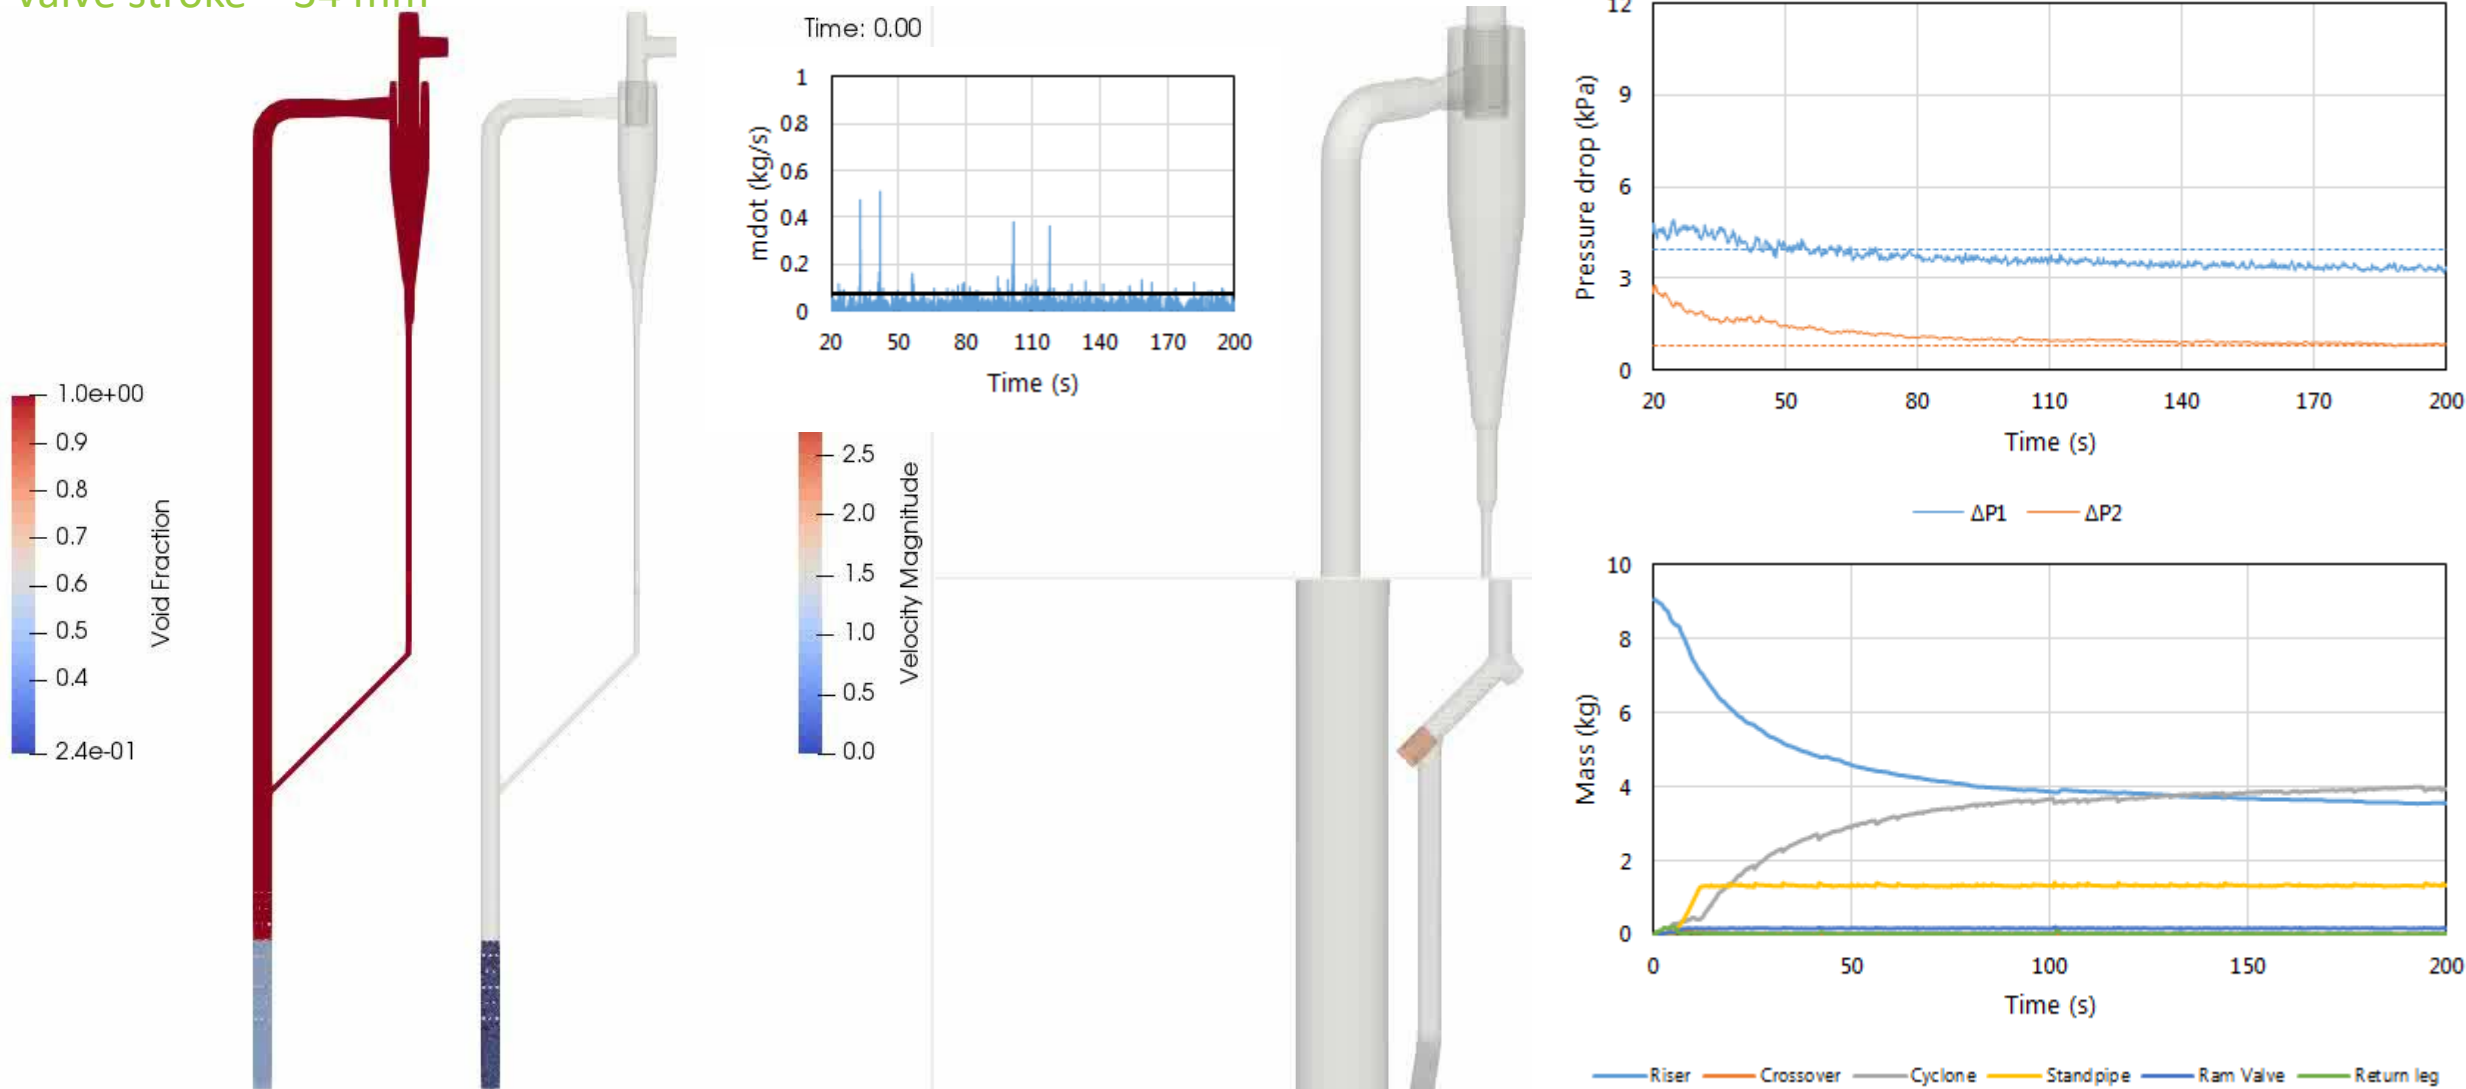 Valve stroke
34 mm
Time: 0.00
1
0.8
0.6
0.4
0.2
0
mdot (kg/s)
20 50 80 110 140 170 200
Time (s)
1.0e+00
0.9
0.8
0.7
0.6
0.5
0.4
2.4e-01
Void Fraction
2.5
2.0
1.5
1.0
0.5
0.0
Velocity Magnitude
12
9
6
3
0
Pressure drop (kPa)
20 50 80 110 140 170 200
Time (s)
ΔP1 ΔP2
10
8
6
4
2
0
Mass (kg)
0 50 100 150 200
Time (s)
Riser Crossover Cyclone Standpipe Ram Valve Return leg